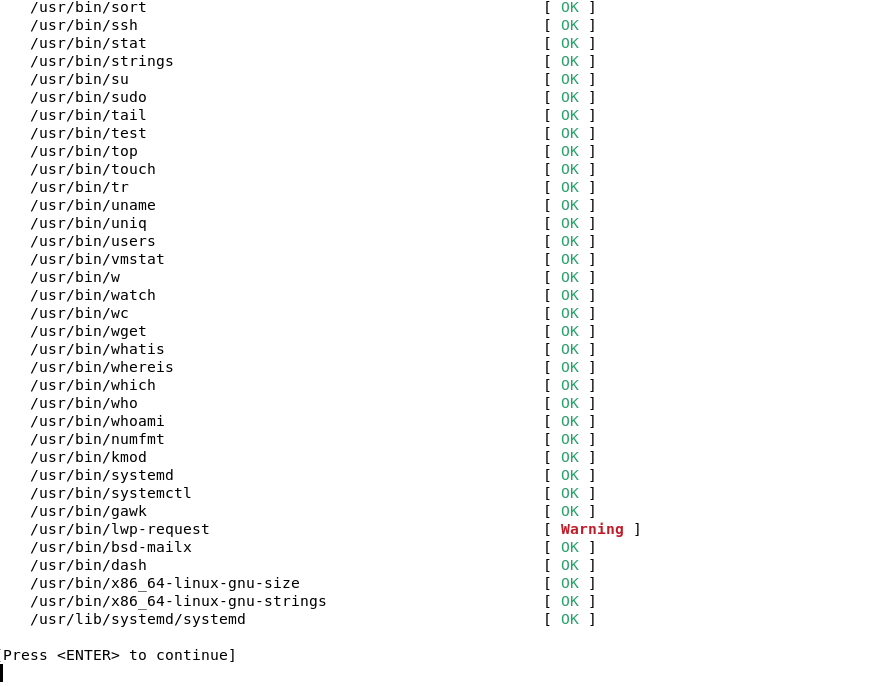 /usr/bin/sort [ OK ]
/usr/bin/ssh [ OK ]
/usr/bin/stat [ OK ]
/usr/bin/strings [ OK ]
/usr/bin/su [ OK ]
/usr/bin/sudo [ OK ]
/usr/bin/tail [ OK ]
/usr/bin/test [ OK ]
/usr/bin/top [ OK ]
/usr/bin/touch [ OK ]
/usr/bin/tr [ OK ]
/usr/bin/uname [ OK ]
/usr/bin/uniq [ OK ]
/usr/bin/users [ OK ]
/usr/bin/vmstat [ OK ]
/usr/bin/w [ OK ]
/usr/bin/watch [ OK ]
/usr/bin/wc [ OK ]
/usr/bin/wget [ OK ]
/usr/bin/whatis [ OK ]
/usr/bin/whereis [ OK ]
/usr/bin/which [ OK ]
/usr/bin/who [ OK ]
/usr/bin/whoami [ OK ]
/usr/bin/numfmt [ OK ]
/usr/bin/kmod [ OK ]
/usr/bin/systemd [ OK ]
/usr/bin/systemctl [ OK ]
/usr/bin/gawk [ OK ]
/usr/bin/lwp-request [ Warning ]
/usr/bin/bsd-mailx [ OK ]
/usr/bin/dash [ OK ]
/usr/bin/x86_64-linux-gnu-size [ OK ]
/usr/bin/x86_64-linux-gnu-strings [ OK ]
/usr/lib/systemd/systemd [ OK ]
[Press <ENTER> to continue]